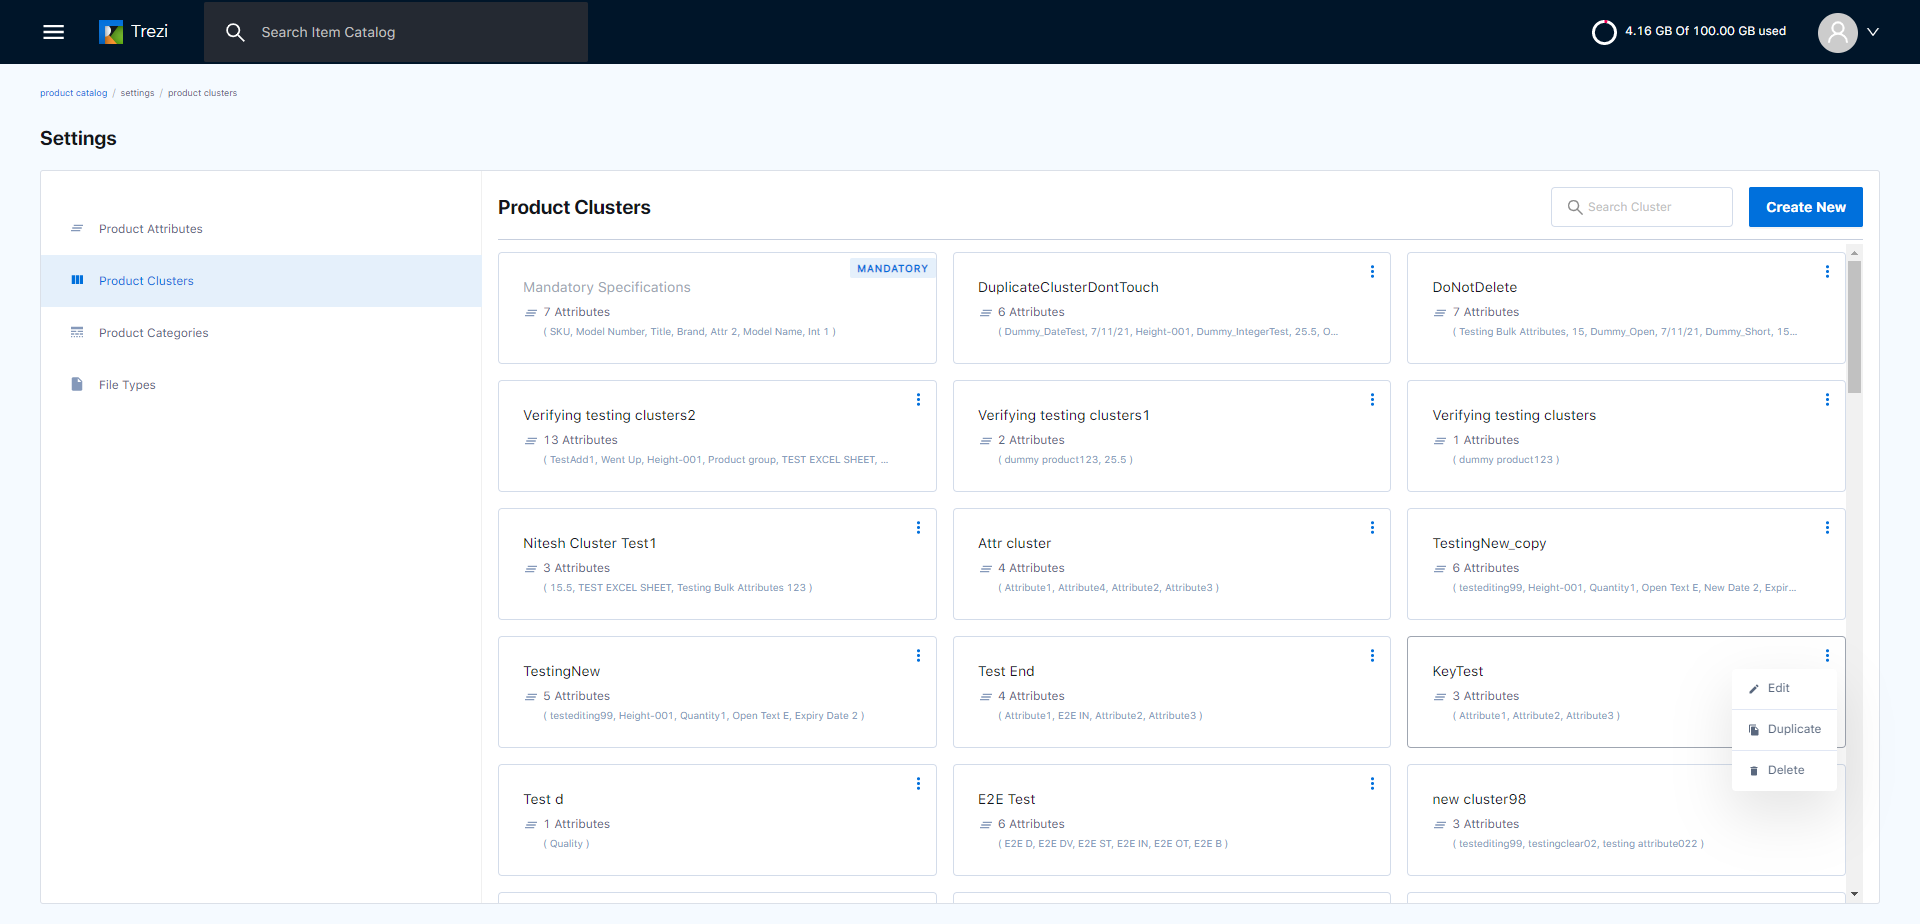 Trezi
Search Item Catalog
4.16 GB Of 100.00 GB used
product catalog / settings / product clusters
Settings
Product Attributes
Product Clusters
Product Categories
File Types
Product Clusters
Search Cluster
Create New
MANDATORY
Mandatory Specifications
7 Attributes
( SKU, Model Number, Title, Brand, Attr 2, Model Name, Int 1 )
DuplicateClusterDontTouch
6 Attributes
( Dummy_DateTest, 7/11/21, Height-001, Dummy_IntegerTest, 25.5, O...
DoNotDelete
7 Attributes
( Testing Bulk Attributes, 15, Dummy_Open, 7/11/21, Dummy_Short, 15...
Verifying testing clusters2
13 Attributes
( TestAdd1, Went Up, Height-001, Product group, TEST EXCEL SHEET, ...
Verifying testing clusters1
2 Attributes
( dummy product123, 25.5 )
Verifying testing clusters
1 Attributes
( dummy product123 )
Nitesh Cluster Test1
3 Attributes
( 15.5, TEST EXCEL SHEET, Testing Bulk Attributes 123 )
Attr cluster
4 Attributes
( Attribute1, Attribute4, Attribute2, Attribute3 )
TestingNew_copy
6 Attributes
( testediting99, Height-001, Quantity1, Open Text E, New Date 2, Expir...
TestingNew
5 Attributes
( testediting99, Height-001, Quantity1, Open Text E, Expiry Date 2 )
Test End
4 Attributes
( Attribute1, E2E IN, Attribute2, Attribute3 )
KeyTest
3 Attributes
( Attribute1, Attribute2, Attribute3 )
Edit
Duplicate
Delete
Test d
1 Attributes
( Quality )
E2E Test
6 Attributes
( E2E D, E2E DV, E2E ST, E2E IN, E2E OT, E2E B )
new cluster98
3 Attributes
( testediting99, testingclear02, testing attribute022 )